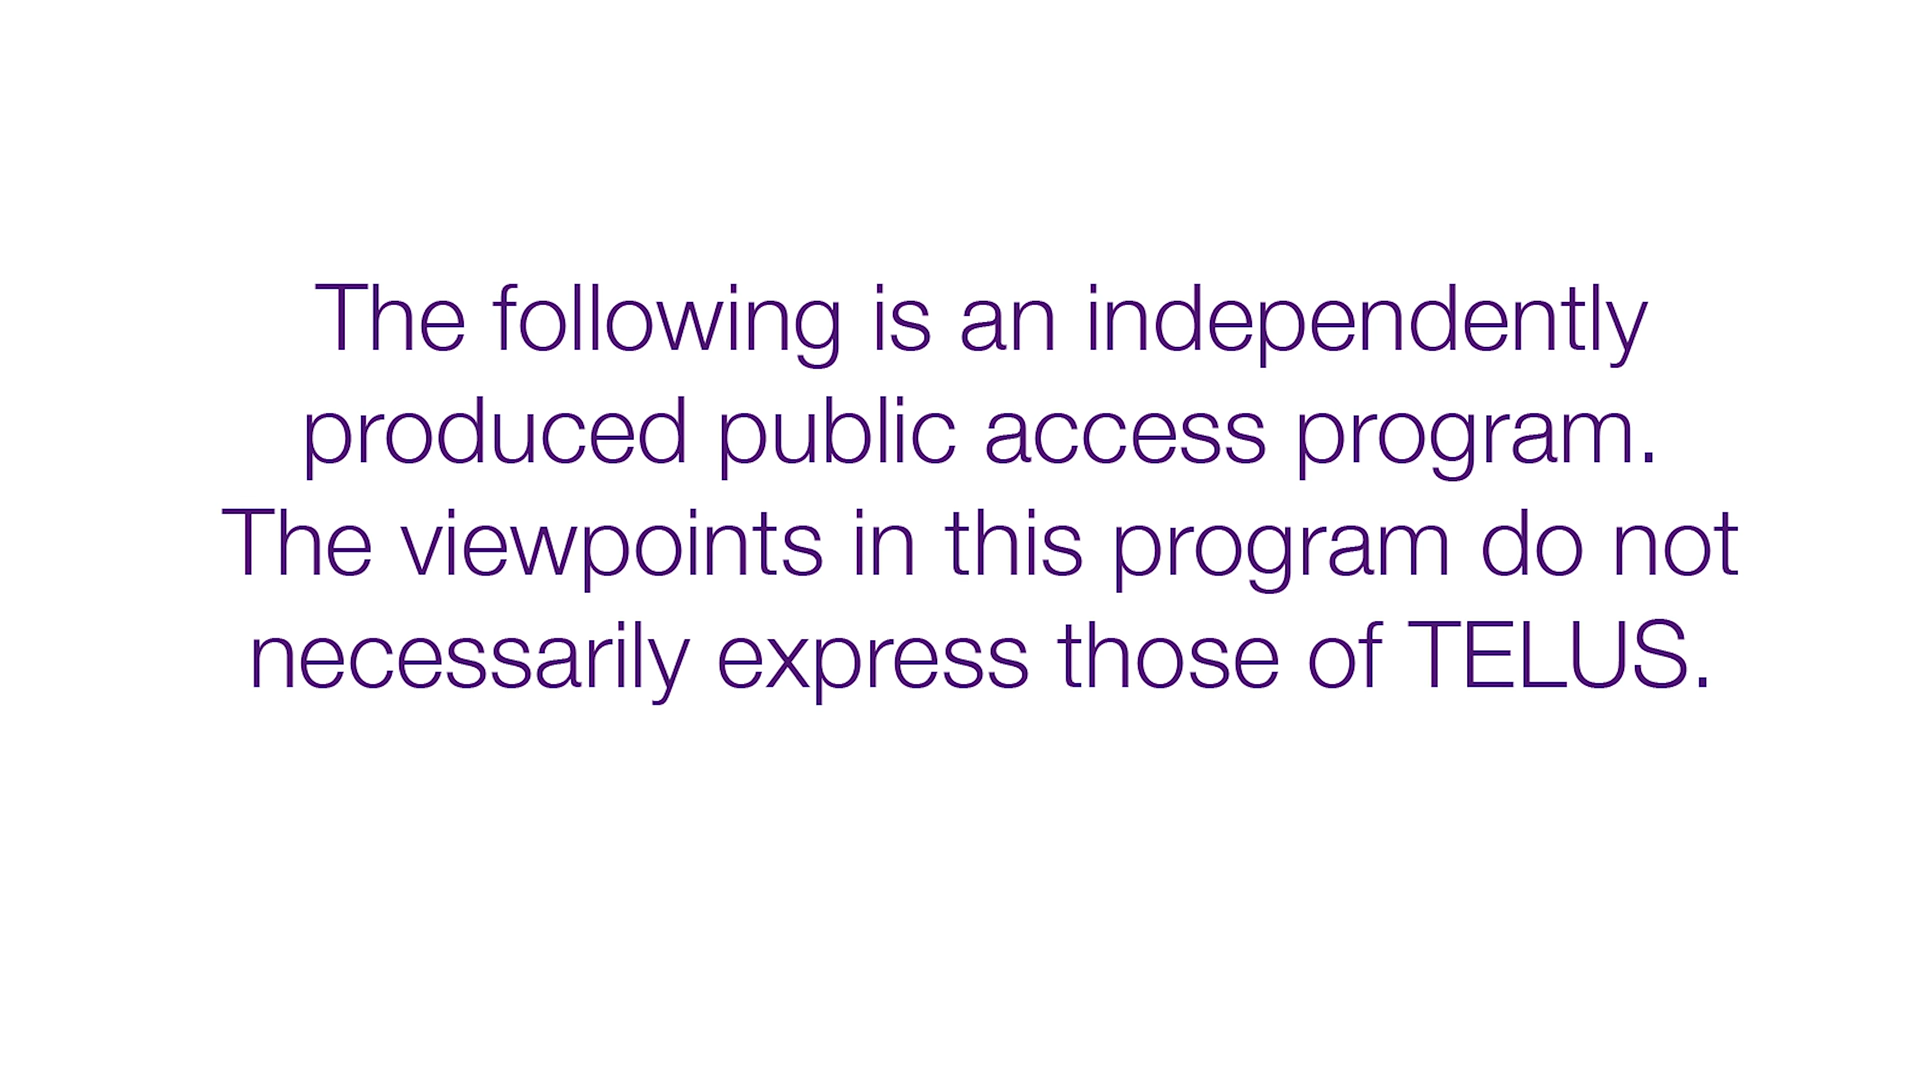 The following is an independently
produced public access program.
The viewpoints in this program do not
necessarily express those of TELUS.